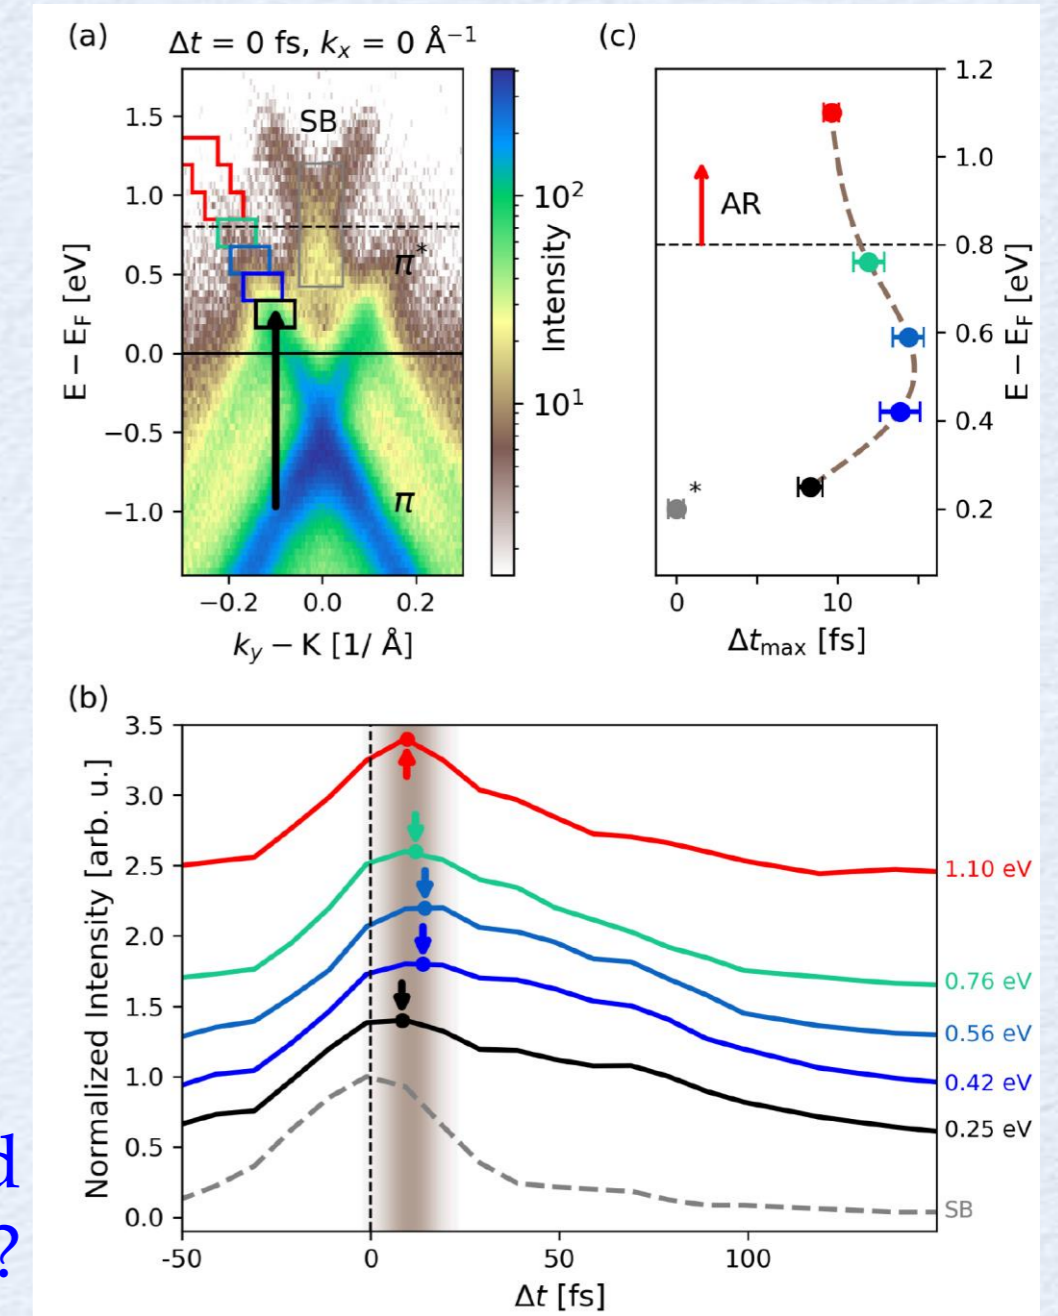 (a)
Δt = 0 fs, kₓ = 0 Å⁻¹
SB
π*
π
1.5
1.0
0.5
0.0
−0.5
−1.0
E − E_F [eV]
−0.2 0.0 0.2
k_y − K [1/ Å]
10²
10¹
Intensity
(c)
AR
*
1.2
1.0
0.8
0.6
0.4
0.2
E − E_F [eV]
0 10
Δt_max [fs]
(b)
3.5
3.0
2.5
2.0
1.5
1.0
0.5
0.0
Normalized Intensity [arb. u.]
1.10 eV
0.76 eV
0.56 eV
0.42 eV
0.25 eV
SB
-50 0 50 100
Δt [fs]
d
?